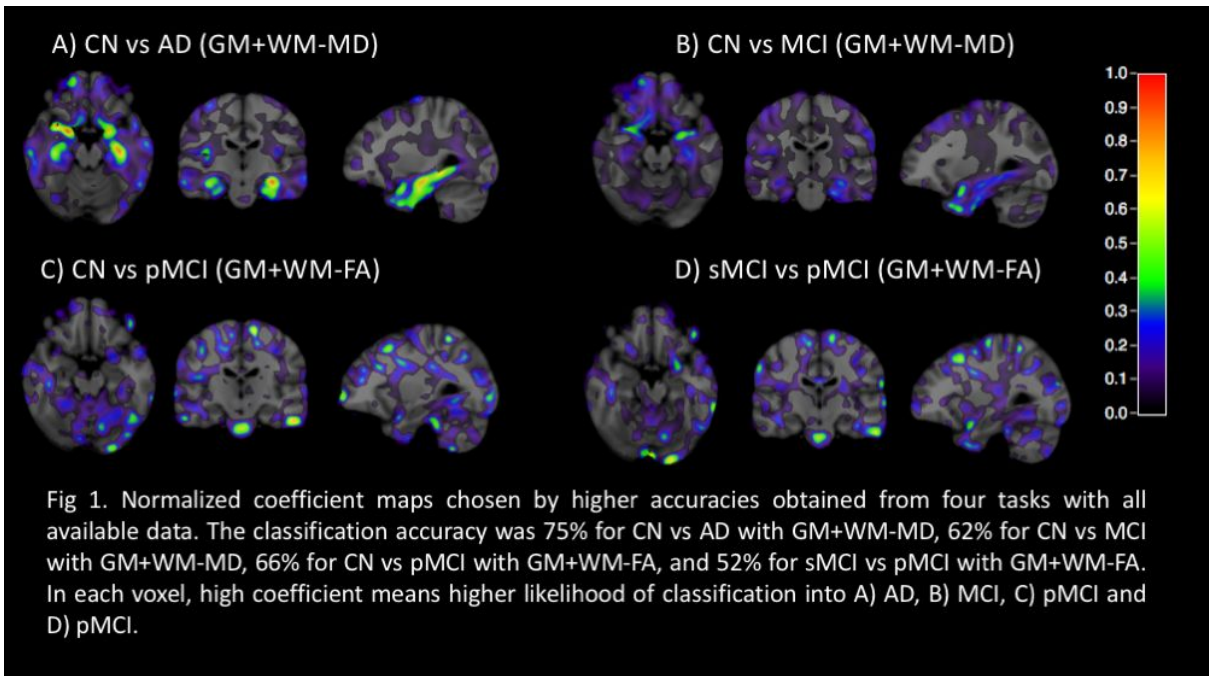 A) CN vs AD (GM+WM-MD)
B) CN vs MCI (GM+WM-MD)
1.0
0.9
0.8
0.7
0.6
0.5
0.4
0.3
0.2
0.1
0.0
C) CN vs pMCI (GM+WM-FA)
D) sMCI vs pMCI (GM+WM-FA)
Fig 1. Normalized coefficient maps chosen by higher accuracies obtained from four tasks with all
available data. The classification accuracy was 75% for CN vs AD with GM+WM-MD, 62% for CN vs MCI
with GM+WM-MD, 66% for CN vs pMCI with GM+WM-FA, and 52% for sMCI vs pMCI with GM+WM-FA.
In each voxel, high coefficient means higher likelihood of classification into A) AD, B) MCI, C) pMCI and
D) pMCI.